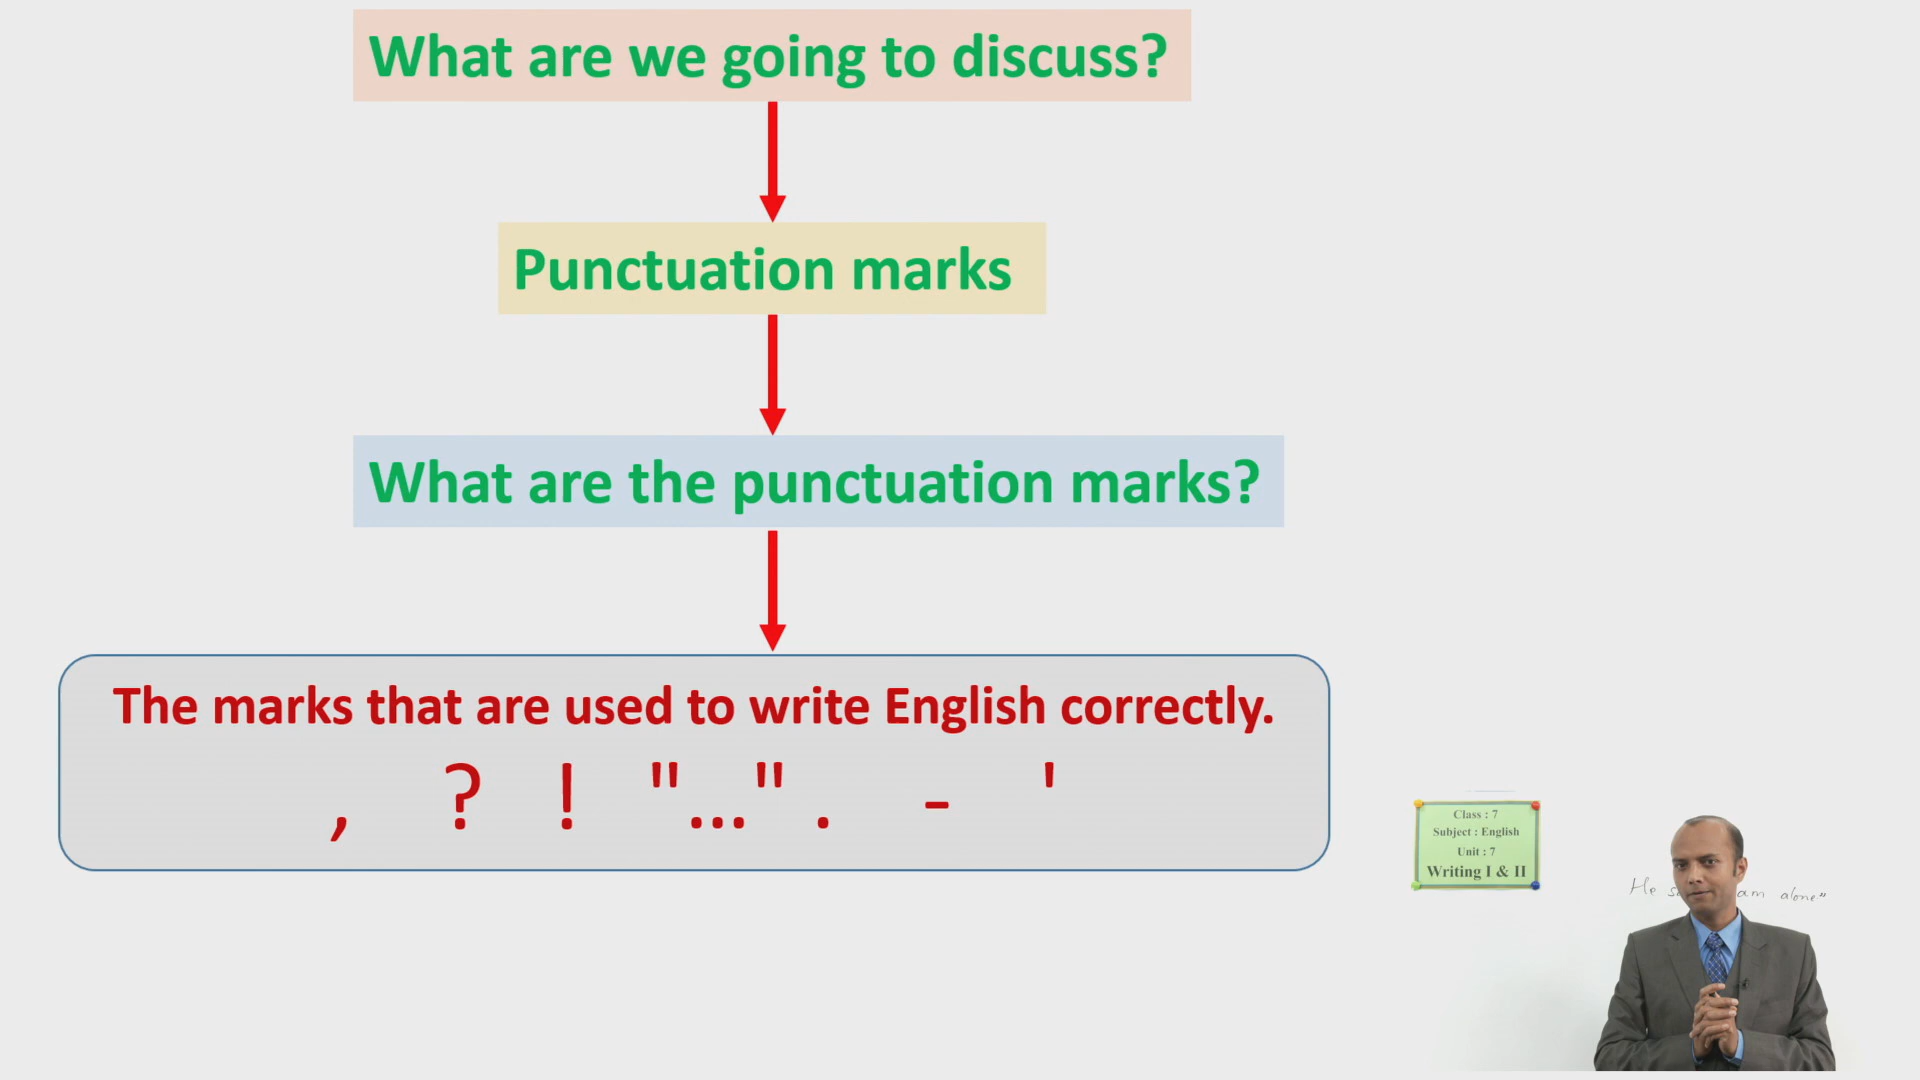 What are we going to discuss?
Punctuation marks
What are the punctuation marks?
The marks that are used to write English correctly.
, ? ! "..." . - '
Class : 7
Subject : English
Unit : 7
Writing I & II
He am alone"